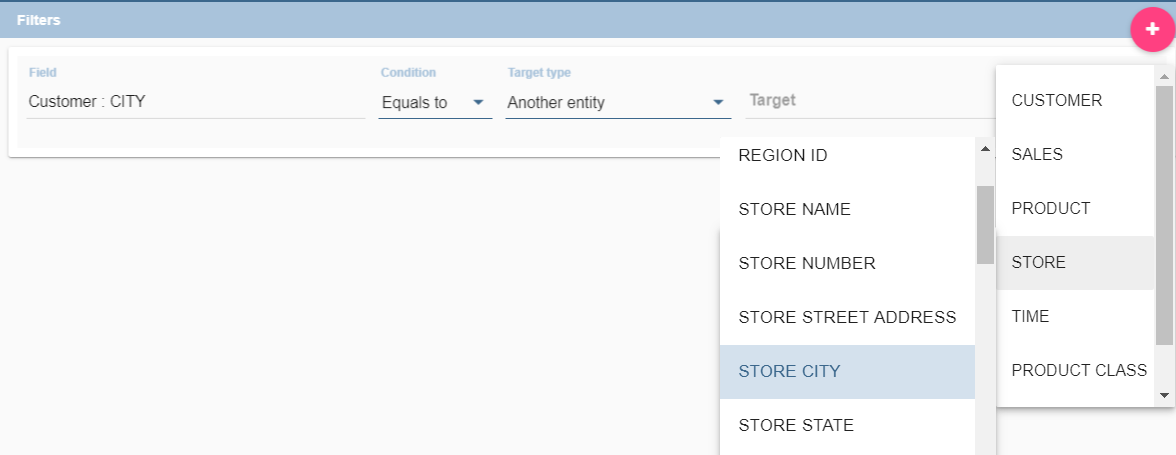 Filters
+
Field
Condition
Target type
Customer : CITY
Equals to
Another entity
Target
CUSTOMER
SALES
PRODUCT
STORE
TIME
PRODUCT CLASS
REGION ID
STORE NAME
STORE NUMBER
STORE STREET ADDRESS
STORE CITY
STORE STATE